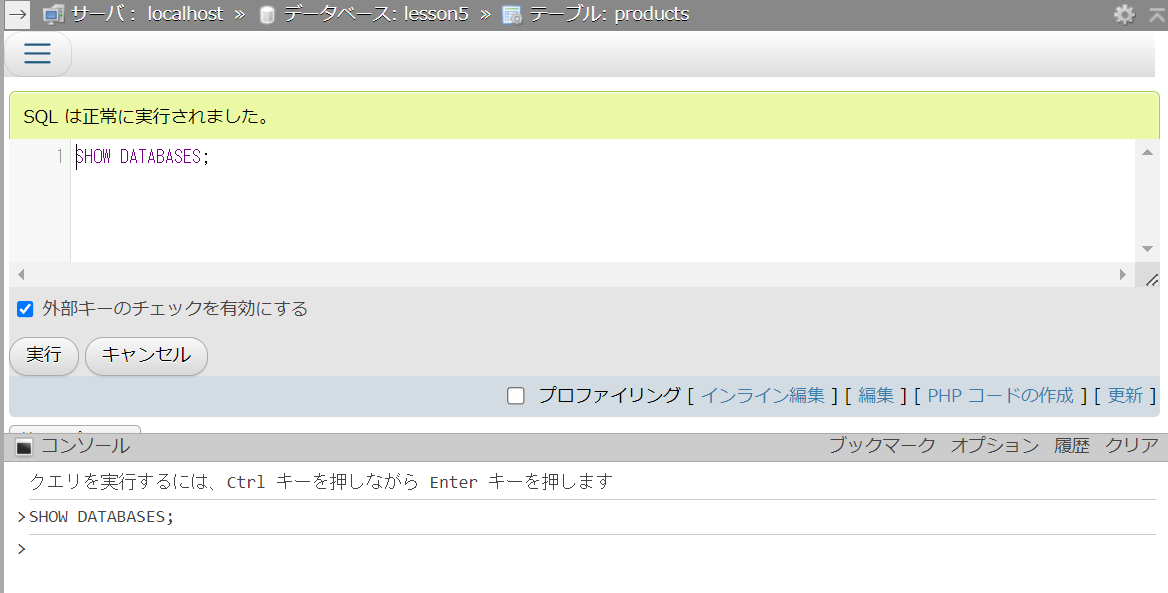 サーバ: localhost » データベース: lesson5 » テーブル: products
SQL は正常に実行されました。
1 SHOW DATABASES;
外部キーのチェックを有効にする
実行 キャンセル
プロファイリング [ インライン編集 ] [ 編集 ] [ PHP コードの作成 ] [ 更新 ]
コンソール ブックマーク オプション 履歴 クリア
クエリを実行するには、Ctrl キーを押しながら Enter キーを押します
>SHOW DATABASES;
>